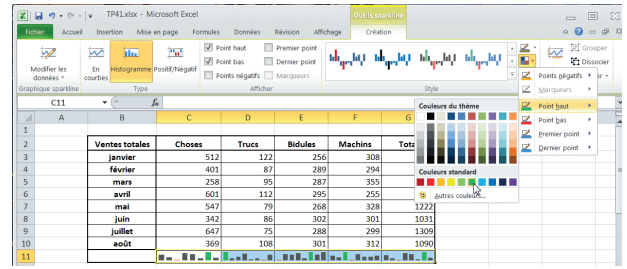 TP41.xlsx - Microsoft Excel
Outils sparkline
Fichier Accueil Insertion Mise en page Formules Données Révision Affichage Création
Modifier les données
En courbes
Histogramme
Positif/Négatif
Point haut
Point bas
Points négatifs
Premier point
Dernier point
Marqueurs
Grouper
Dissocier
Graphique sparkline Type Afficher Style
Points négatifs
Marqueurs
Point haut
Point bas
Premier point
Dernier point
Couleurs du thème
Couleurs standard
Autres couleurs...
C11 fx
A B C D E F G
1
2 Ventes totales Choses Trucs Bidules Machins
3 janvier 512 122 256 308
4 février 401 87 289 294
5 mars 258 95 287 355
6 avril 601 112 295 255
7 mai 547 79 268 328 1222
8 juin 342 86 302 301 1031
9 juillet 647 75 288 299 1309
10 août 369 108 301 312 1090
11